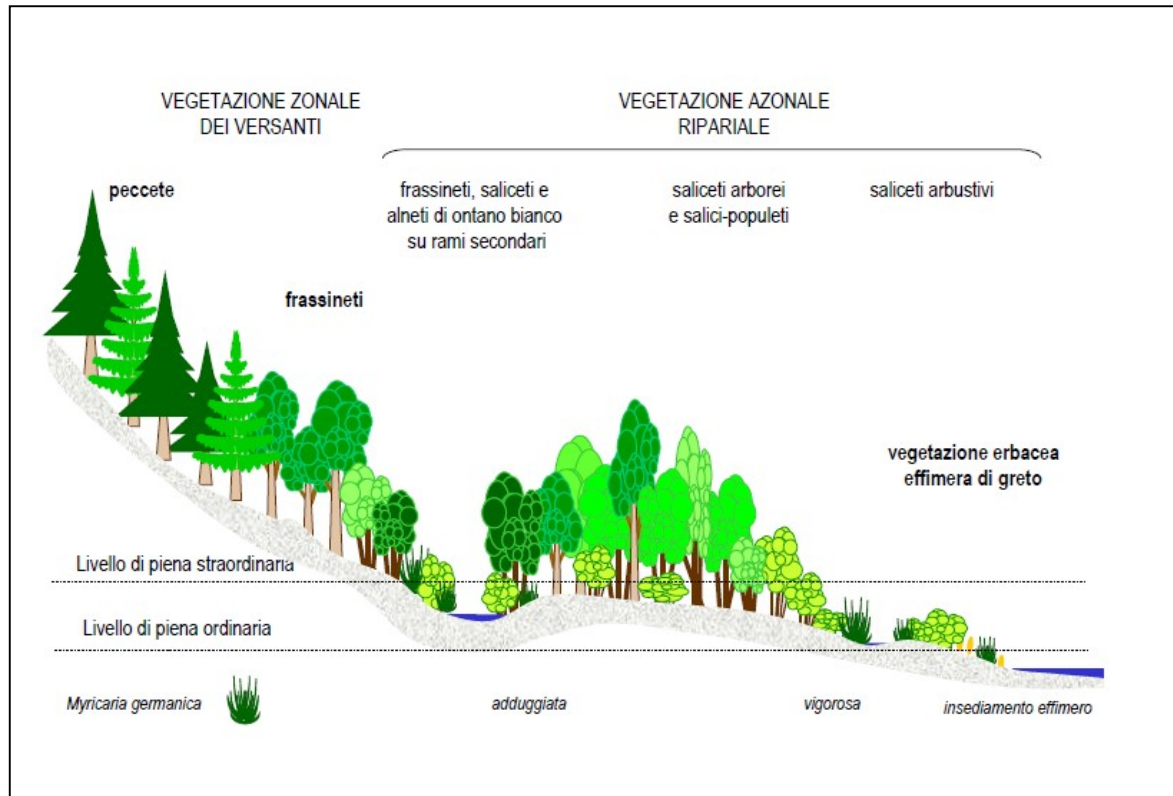 VEGETAZIONE ZONALE
DEI VERSANTI
VEGETAZIONE AZONALE
RIPARIALE
peccete
frassineti, saliceti e
alneti di ontano bianco
su rami secondari
saliceti arborei
e salici-populeti
saliceti arbustivi
frassineti
vegetazione erbacea
effimera di greto
Livello di piena straordinaria
Livello di piena ordinaria
Myricaria germanica
adduggiata
vigorosa
insediamento effimero